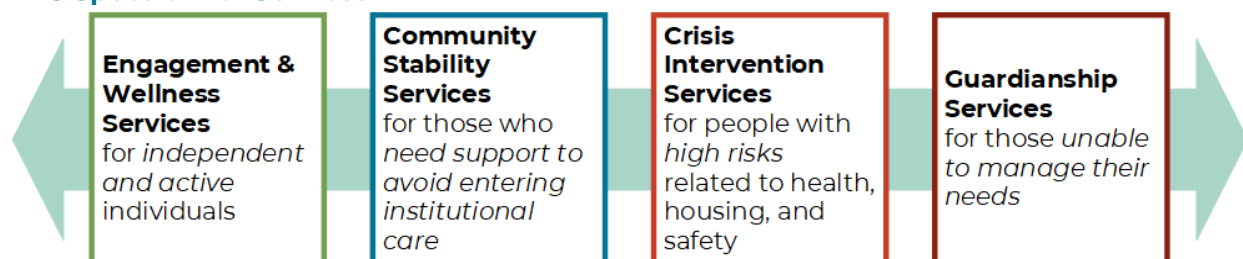 Engagement &
Wellness
Services
for independent
and active
individuals
Community
Stability
Services
for those who
need support to
avoid entering
institutional
care
Crisis
Intervention
Services
for people with
high risks
related to health,
housing, and
safety
Guardianship
Services
for those unable
to manage their
needs